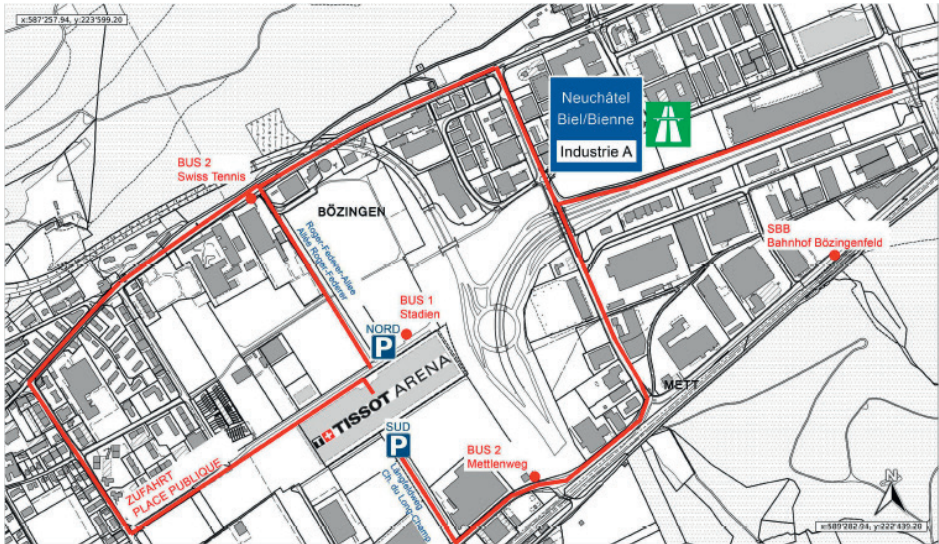 x:587'257.94, y:223'599.20
Neuchâtel
Biel/Bienne
Industrie A
BUS 2
Swiss Tennis
BÖZINGEN
Roger-Federer-Allee
Allée Roger-Federer
SBB
Bahnhof Bözingenfeld
BUS 1
Stadien
NORD
P
TISSOT ARENA
METT
SUD
P
Längfeldweg
Ch. du Long-Champ
BUS 2
Mettlenweg
ZUFAHRT
PLACE PUBLIQUE
N
x:589'282.94, y:222'439.20